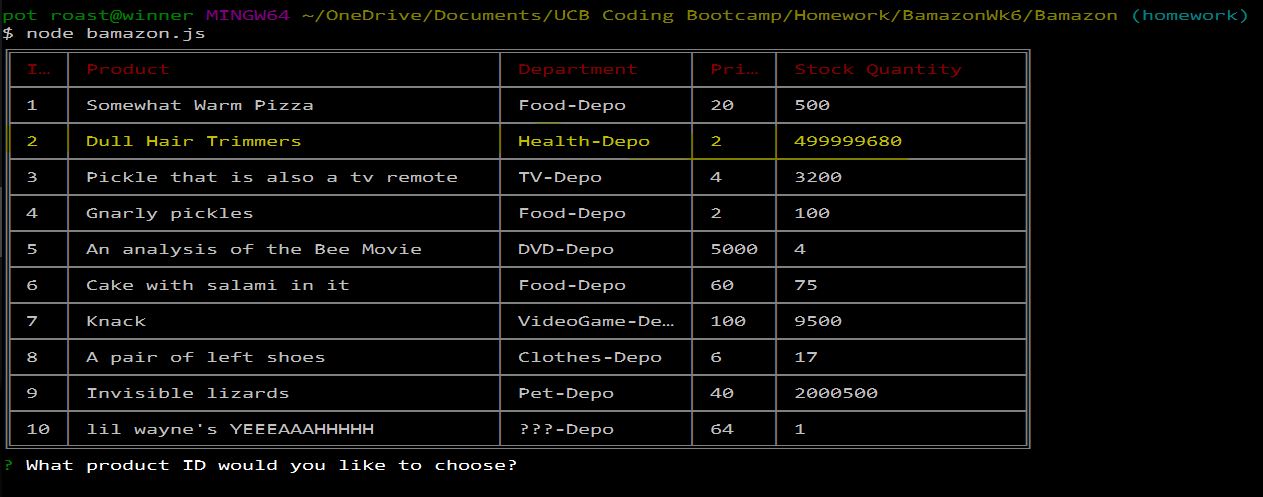 pot roast@winner MINGW64 ~/OneDrive/Documents/UCB Coding Bootcamp/Homework/BamazonWk6/Bamazon (homework)
$ node bamazon.js
I… Product Department Pri… Stock Quantity
1 Somewhat Warm Pizza Food-Depo 20 500
2 Dull Hair Trimmers Health-Depo 2 499999680
3 Pickle that is also a tv remote TV-Depo 4 3200
4 Gnarly pickles Food-Depo 2 100
5 An analysis of the Bee Movie DVD-Depo 5000 4
6 Cake with salami in it Food-Depo 60 75
7 Knack VideoGame-De… 100 9500
8 A pair of left shoes Clothes-Depo 6 17
9 Invisible lizards Pet-Depo 40 2000500
10 lil wayne's YEEEAAAHHHHH ???-Depo 64 1
? What product ID would you like to choose?